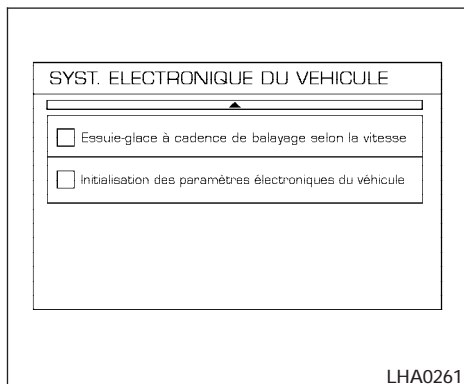 SYST. ELECTRONIQUE DU VEHICULE
Essuie-glace à cadence de balayage selon la vitesse
Initialisation des paramètres électroniques du véhicule
LHA0261